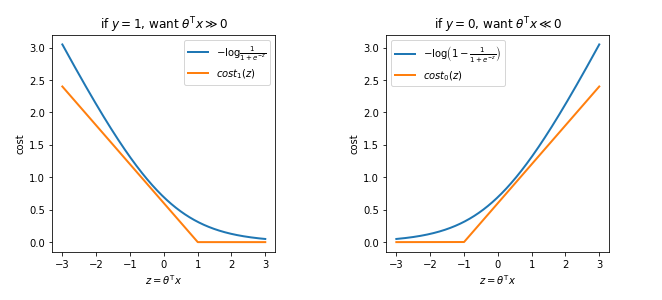 if y = 1, want θᵀx ≫ 0
3.0
2.5
2.0
1.5
1.0
0.5
0.0
cost
−log 1/(1+e⁻ᶻ)
cost₁(z)
−3 −2 −1 0 1 2 3
z = θᵀx
if y = 0, want θᵀx ≪ 0
3.0
2.5
2.0
1.5
1.0
0.5
0.0
cost
−log(1 − 1/(1+e⁻ᶻ))
cost₀(z)
−3 −2 −1 0 1 2 3
z = θᵀx